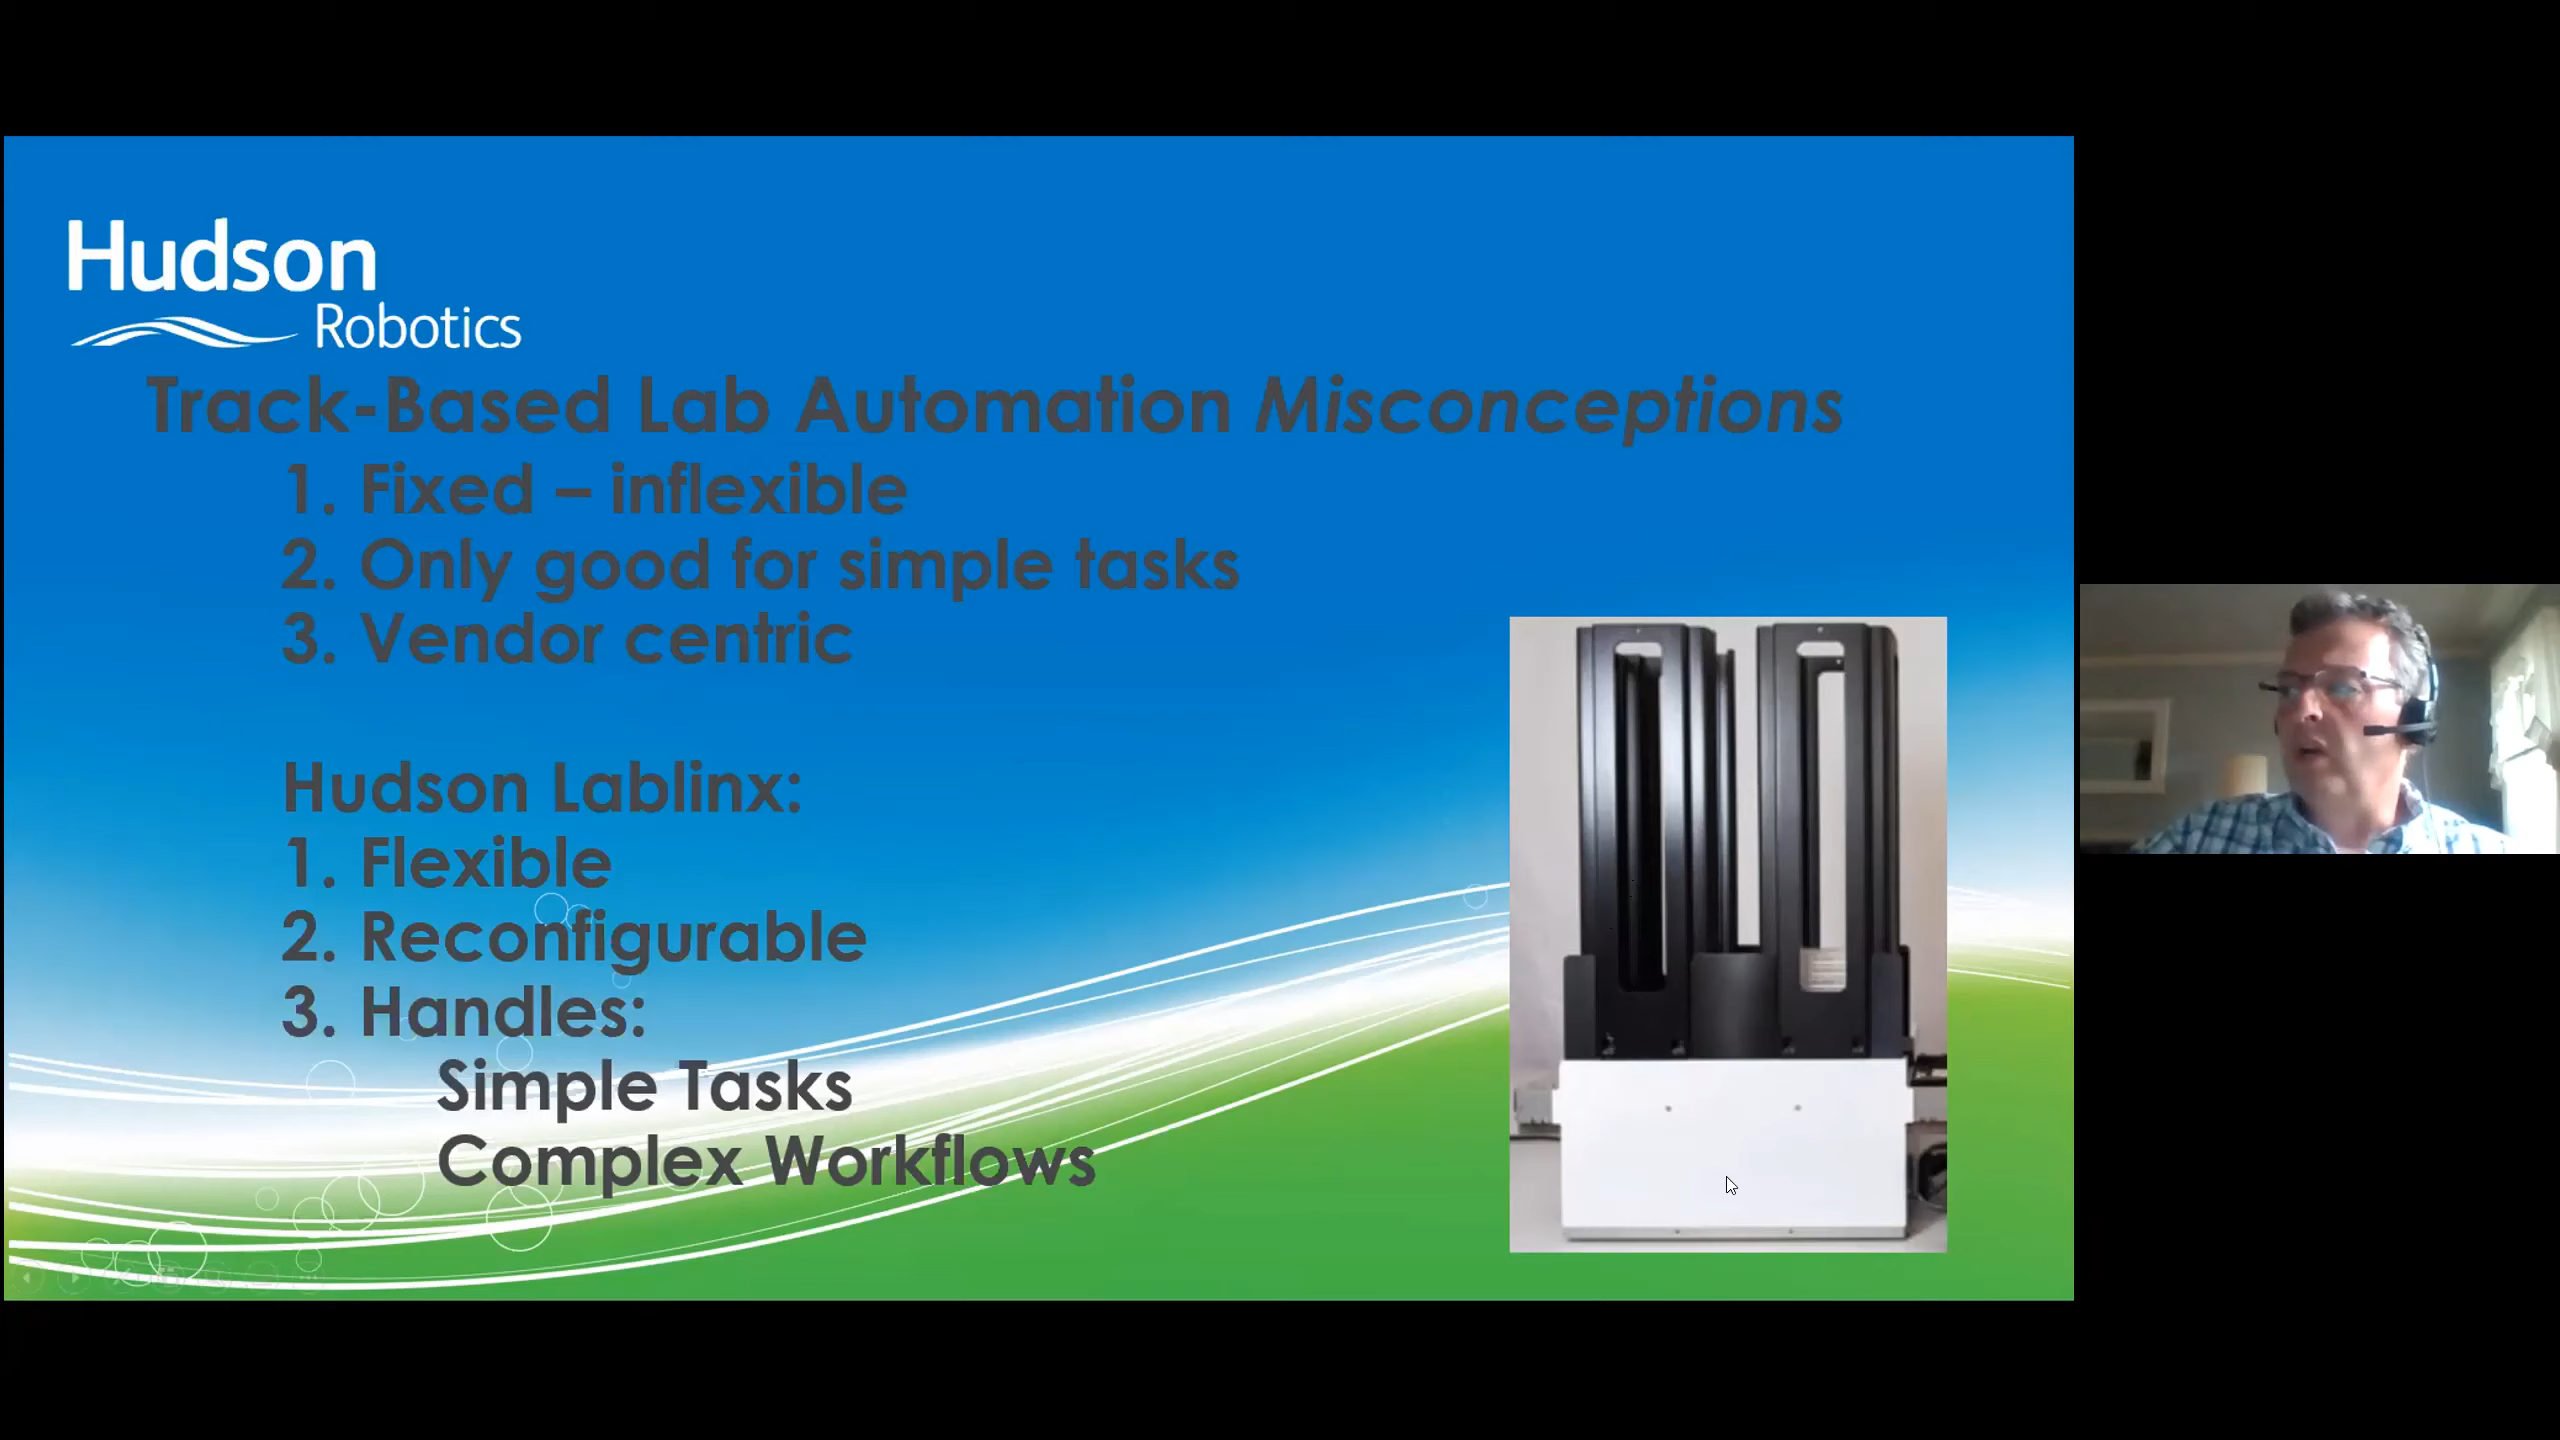 Hudson
Robotics
Track-Based Lab Automation Misconceptions
1. Fixed – inflexible
2. Only good for simple tasks
3. Vendor centric
Hudson Lablinx:
1. Flexible
2. Reconfigurable
3. Handles:
Simple Tasks
Complex Workflows